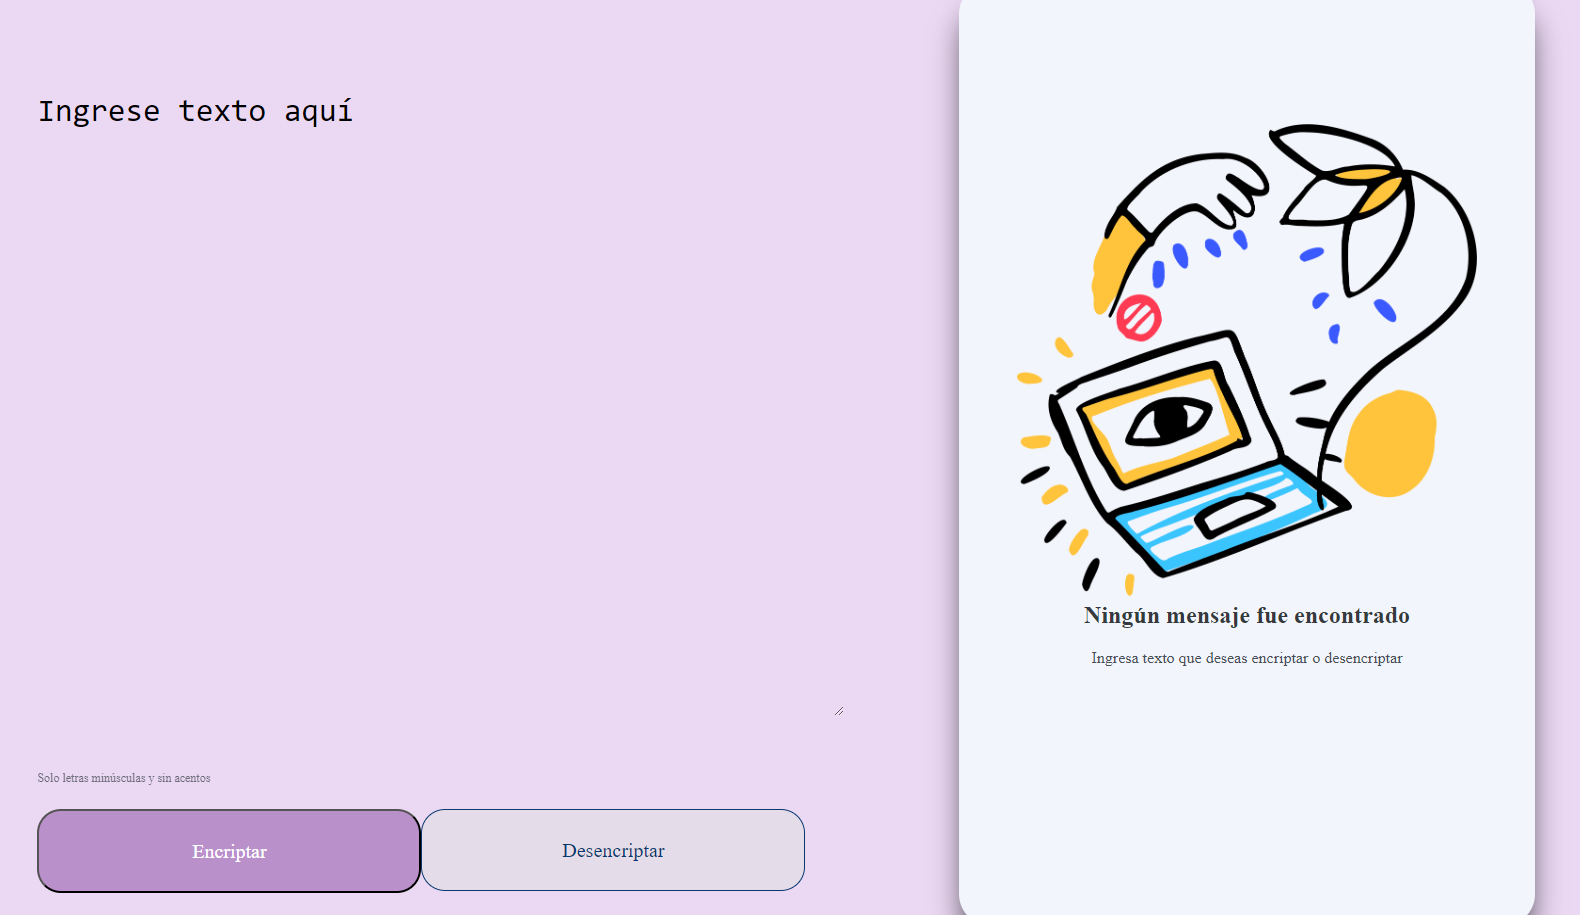 Ingrese texto aquí
Solo letras minúsculas y sin acentos
Encriptar
Desencriptar
Ningún mensaje fue encontrado
Ingresa texto que deseas encriptar o desencriptar